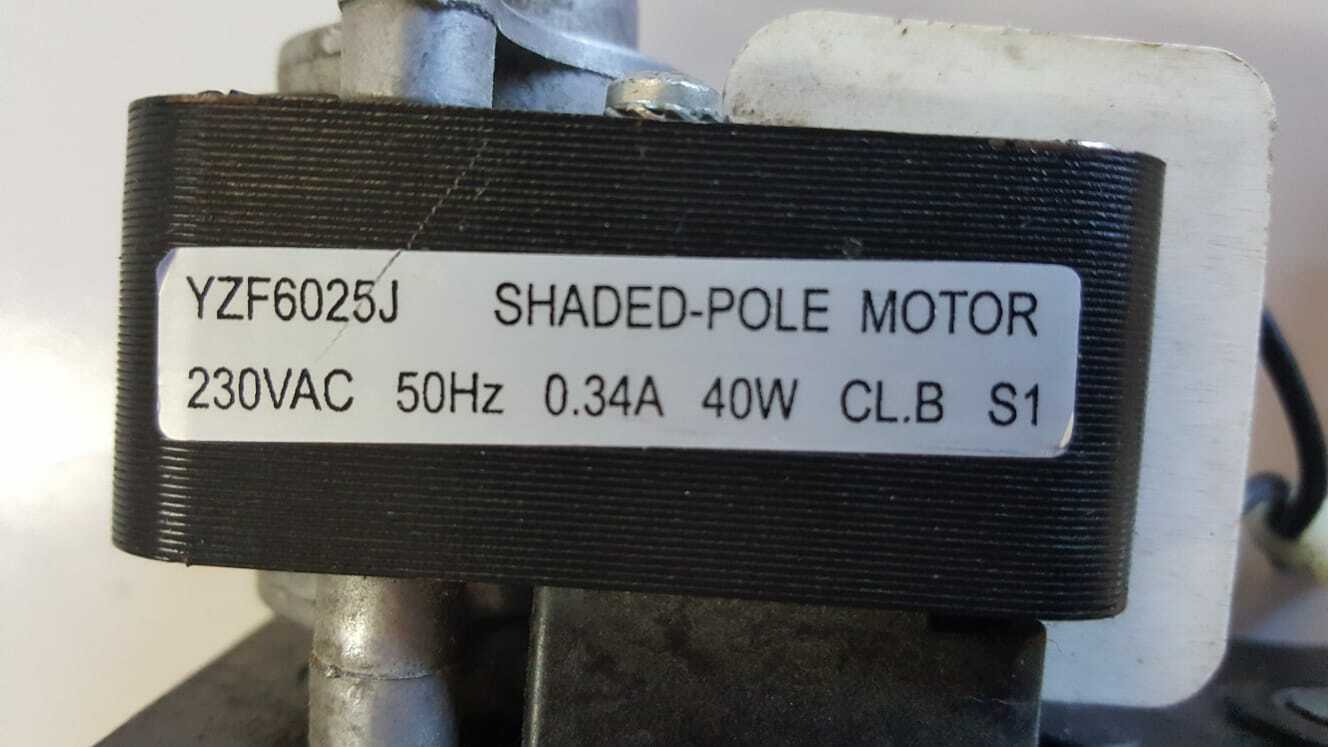 YZF6025J SHADED-POLE MOTOR
230VAC 50Hz 0.34A 40W CL.B S1